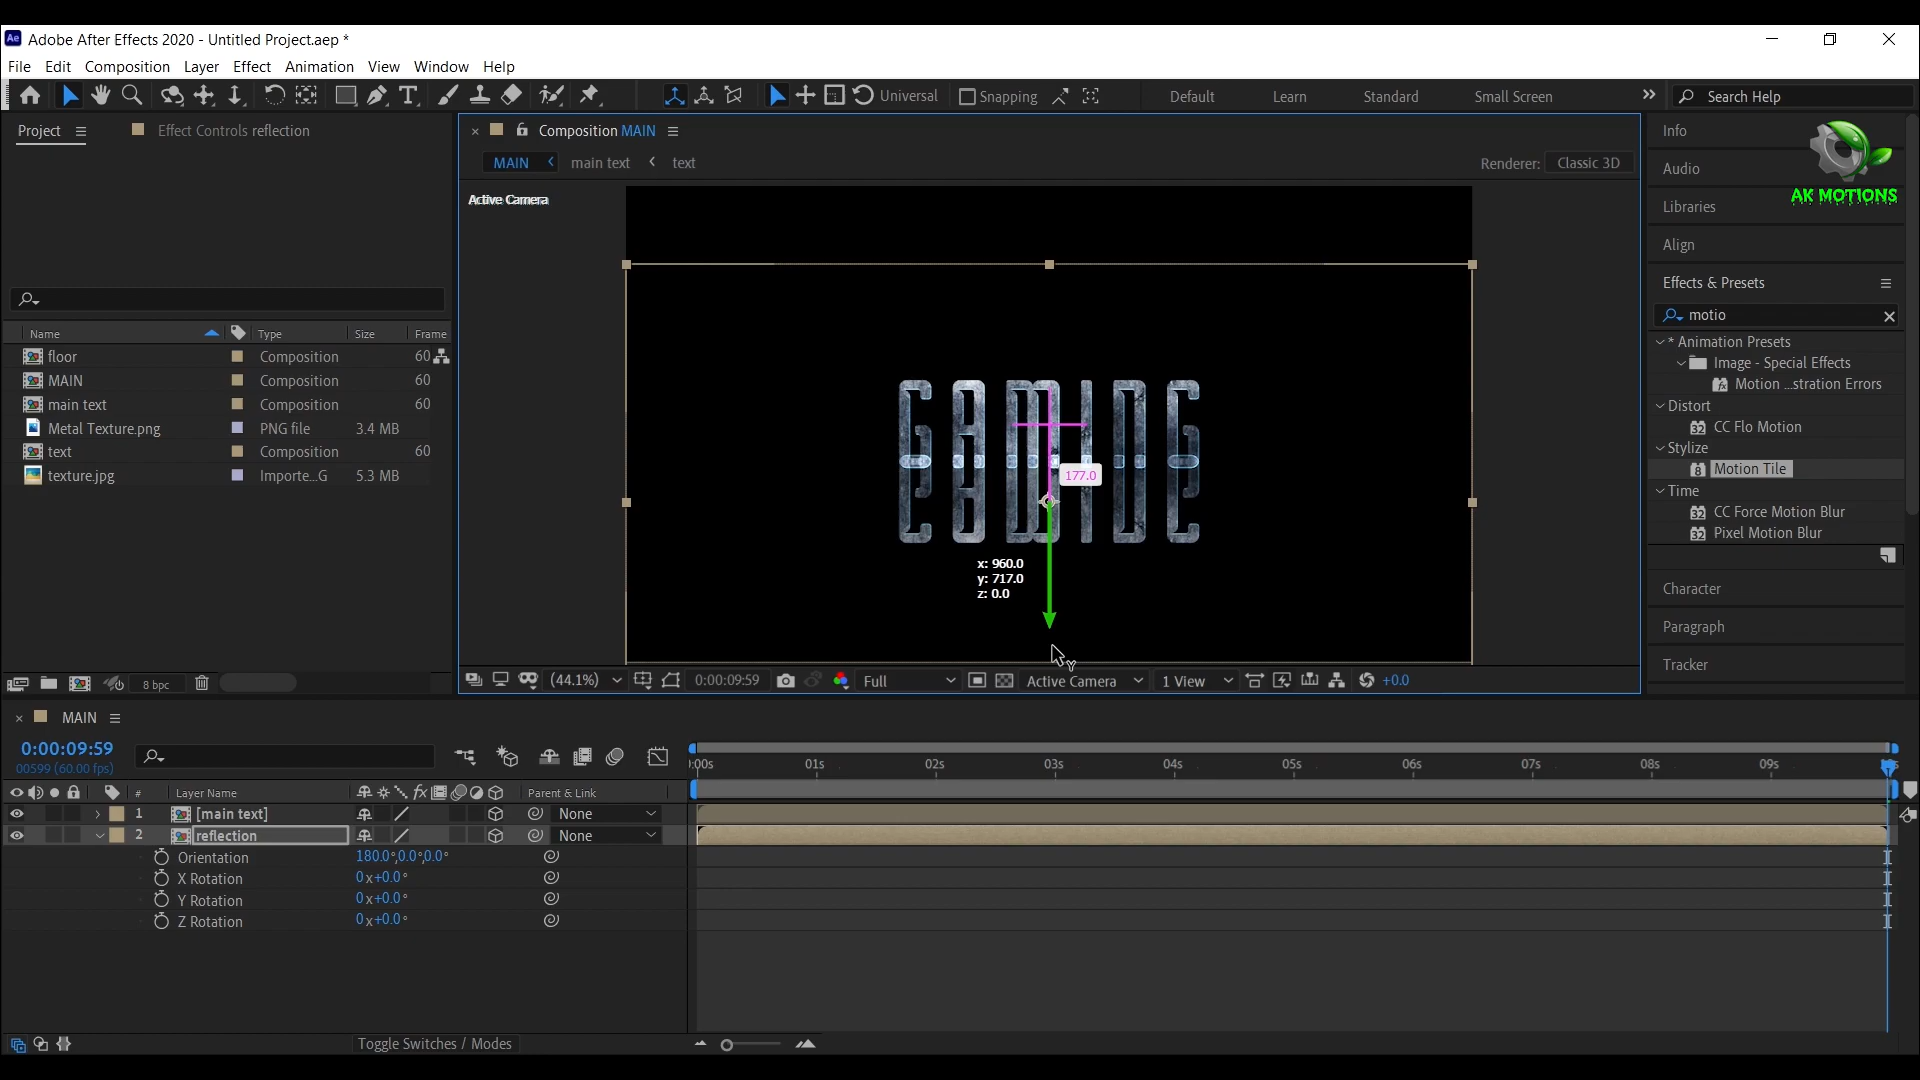 Adobe After Effects 2020 - Untitled Project.aep *
File Edit Composition Layer Effect Animation View Window Help
Universal Snapping Default Learn Standard Small Screen Search Help
Project Effect Controls reflection
Composition MAIN
MAIN main text text
Renderer: Classic 3D
Active Camera
Name Type Size Frame
floor Composition 60
MAIN Composition 60
main text Composition 60
Metal Texture.png PNG file 3.4 MB
text Composition 60
texture.jpg Importe...G 5.3 MB
8 bpc
177.0
x: 960.0
y: 717.0
z: 0.0
(44.1%) 0:00:09:59 Full Active Camera 1 View +0.0
Info
Audio
Libraries
Align
AK MOTIONS
Effects & Presets
motio
* Animation Presets
Image - Special Effects
Motion ...stration Errors
Distort
CC Flo Motion
Stylize
Motion Tile
Time
CC Force Motion Blur
Pixel Motion Blur
Character
Paragraph
Tracker
MAIN
0:00:09:59
00599 (60.00 fps)
:00s 01s 02s 03s 04s 05s 06s 07s 08s 09s
# Layer Name Parent & Link
1 [main text] None
2 reflection None
Orientation 180.0°,0.0°,0.0°
X Rotation 0x+0.0°
Y Rotation 0x+0.0°
Z Rotation 0x+0.0°
Toggle Switches / Modes